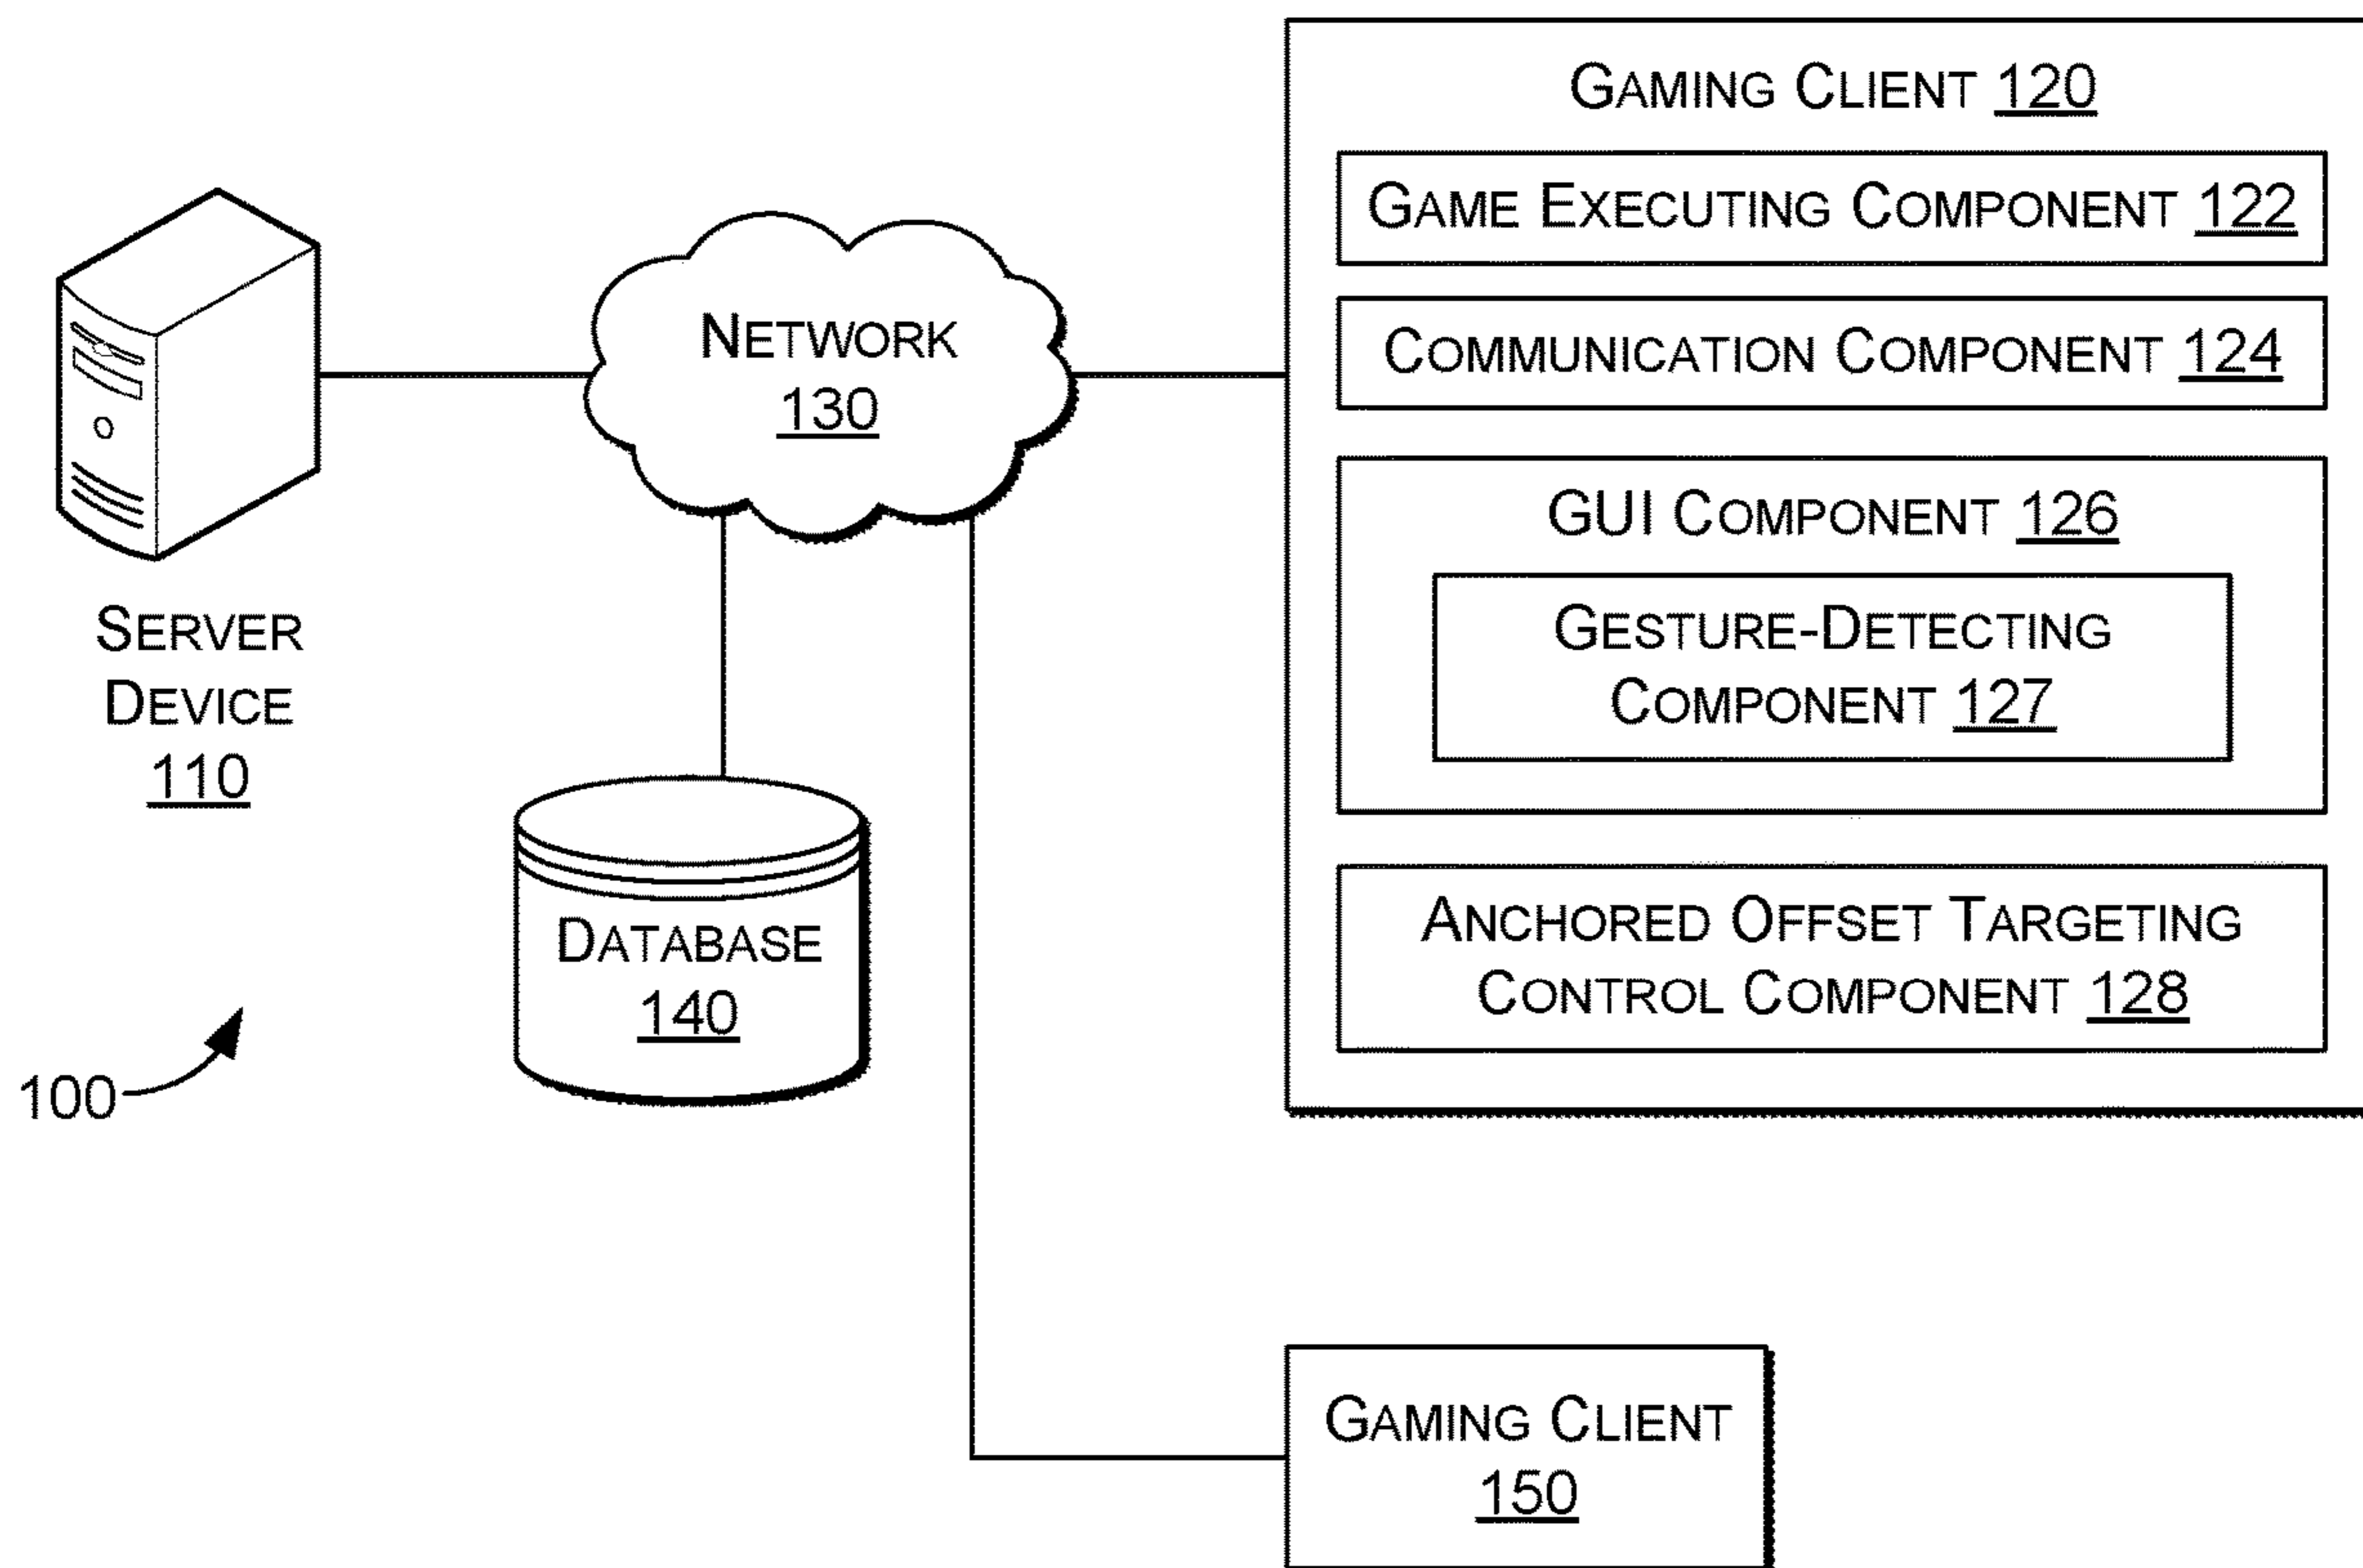 GAMING CLIENT 120
GAME EXECUTING COMPONENT 122
COMMUNICATION COMPONENT 124
GUI COMPONENT 126
GESTURE-DETECTING
COMPONENT 127
ANCHORED OFFSET TARGETING
CONTROL COMPONENT 128
NETWORK
130
SERVER
DEVICE
110
DATABASE
140
100
GAMING CLIENT
150